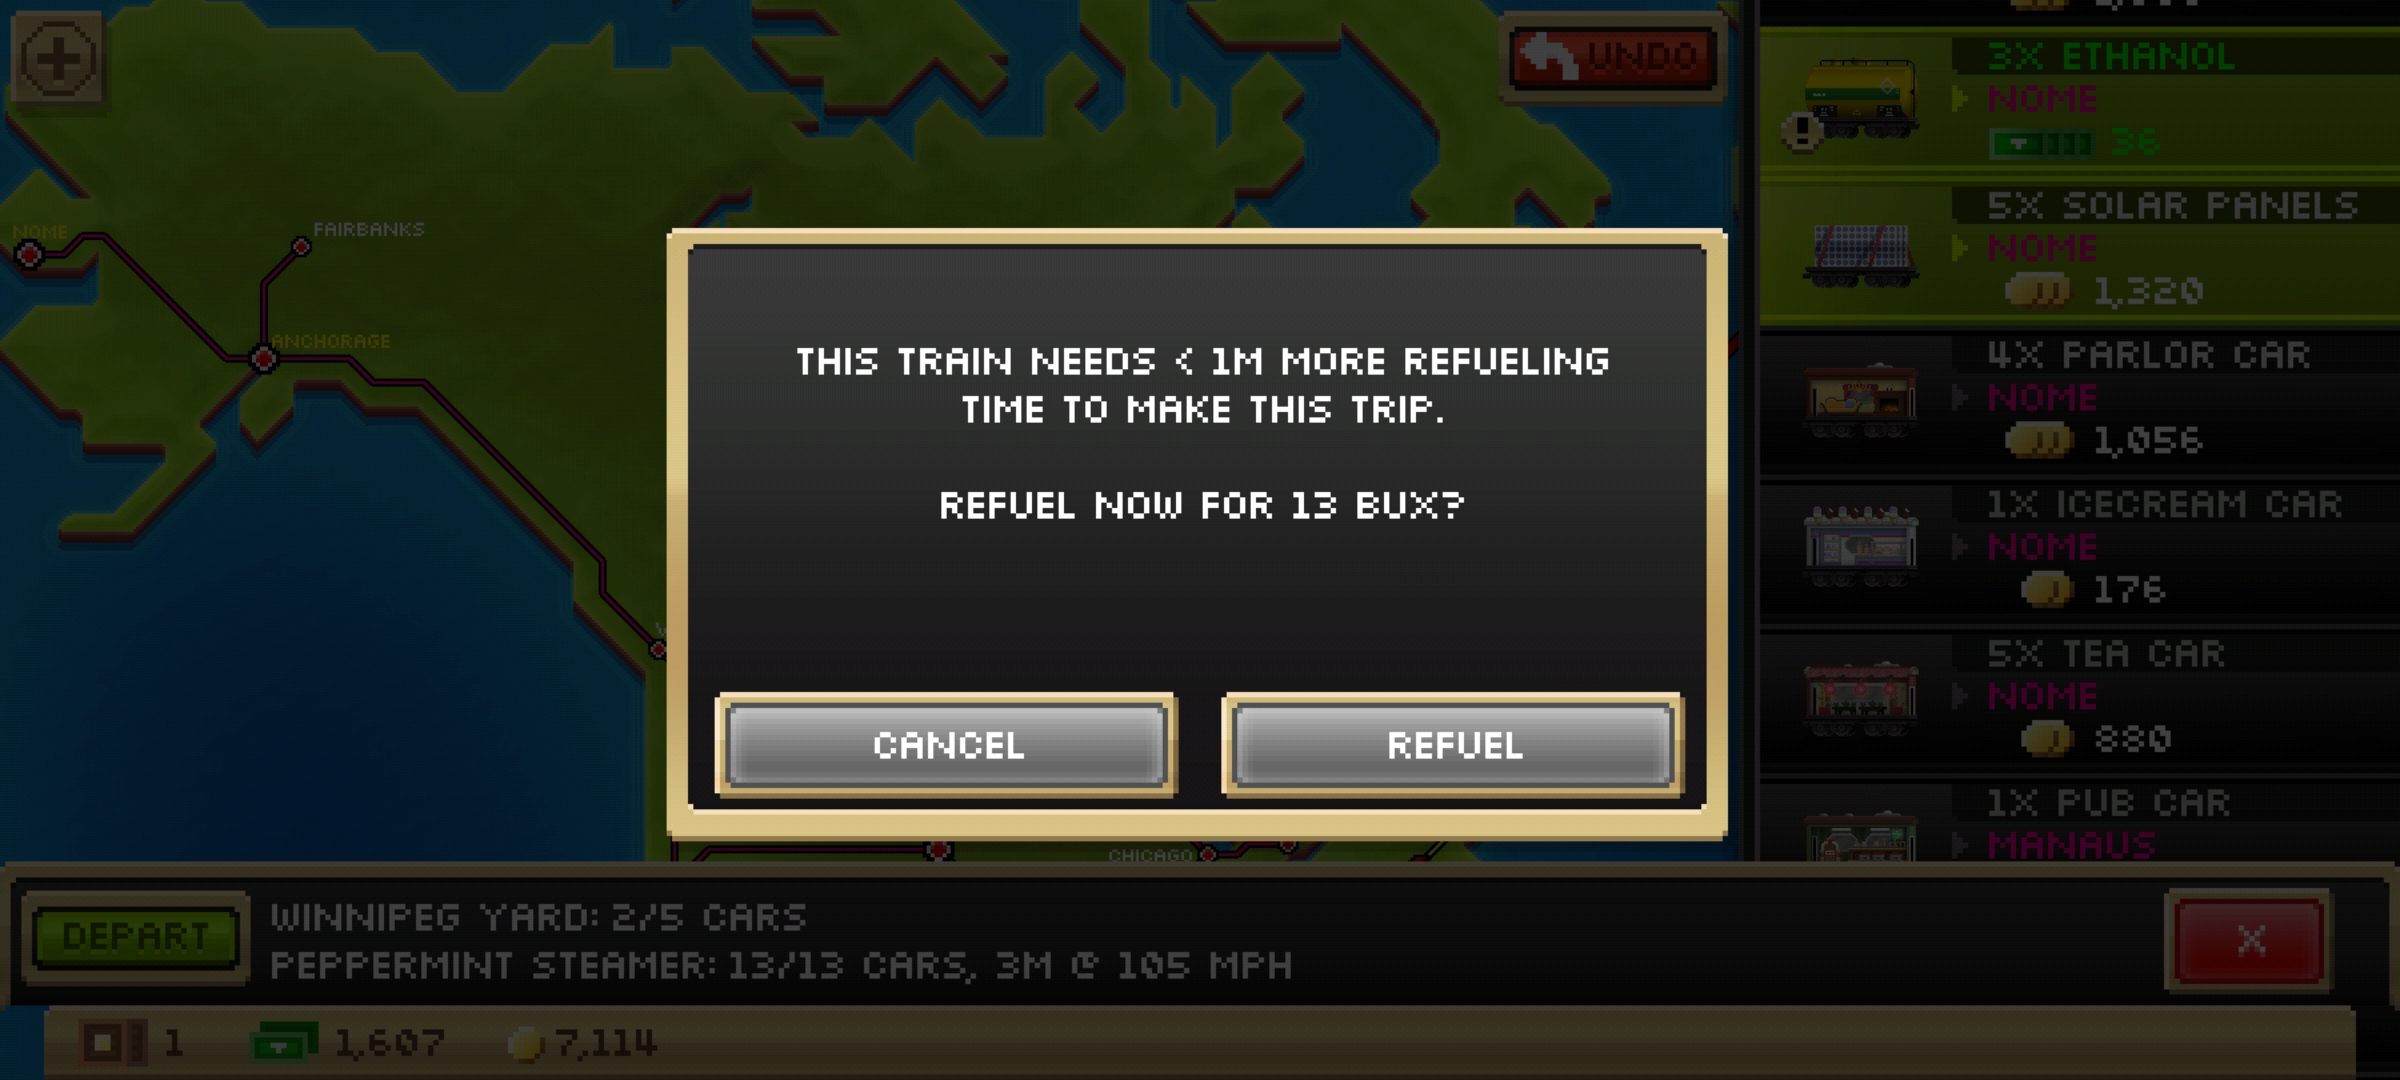 UNDO
NOME
FAIRBANKS
ANCHORAGE
CHICAGO
3X ETHANOL
NOME
36
5X SOLAR PANELS
NOME
1,320
4X PARLOR CAR
NOME
1,056
1X ICECREAM CAR
NOME
176
5X TEA CAR
NOME
880
1X PUB CAR
MANAUS
THIS TRAIN NEEDS < 1M MORE REFUELING
TIME TO MAKE THIS TRIP.
REFUEL NOW FOR 13 BUX?
CANCEL
REFUEL
DEPART
WINNIPEG YARD: 2/5 CARS
PEPPERMINT STEAMER: 13/13 CARS, 3M @ 105 MPH
X
1
1,607
7,114